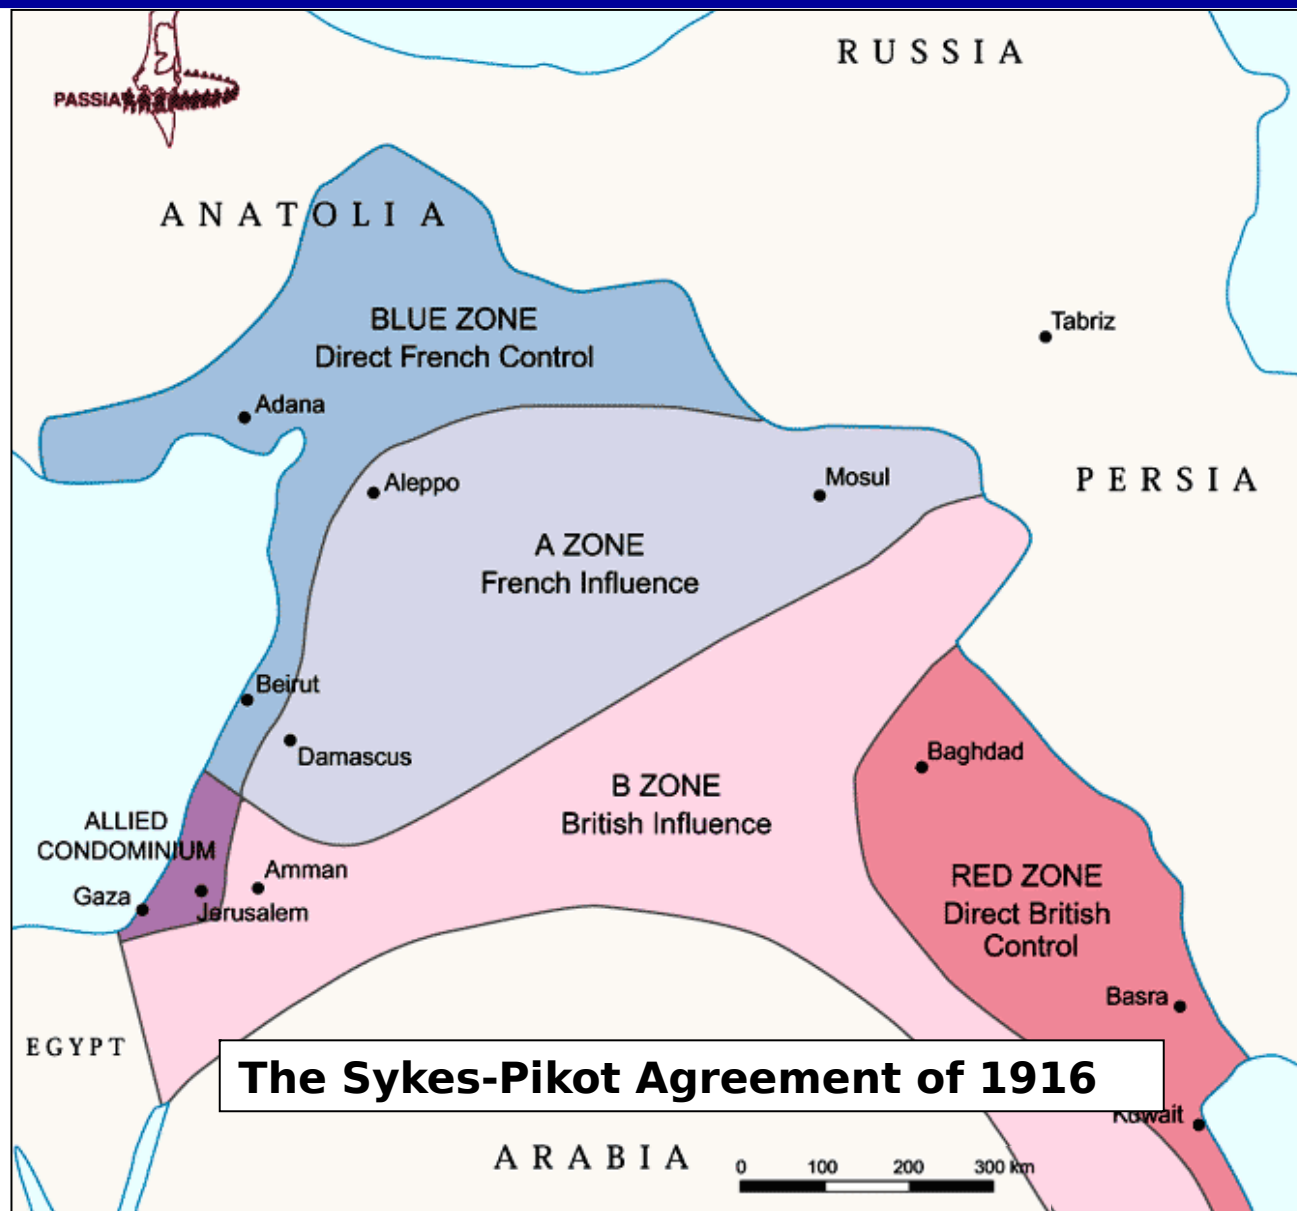 RUSSIA
PASSIA
ANATOLIA
BLUE ZONE
Direct French Control
Tabriz
Adana
Aleppo
Mosul
PERSIA
A ZONE
French Influence
Beirut
Damascus
Baghdad
B ZONE
British Influence
ALLIED
CONDOMINIUM
Amman
Gaza
Jerusalem
RED ZONE
Direct British
Control
Basra
EGYPT
The Sykes-Pikot Agreement of 1916
Kuwait
ARABIA
0 100 200 300 km